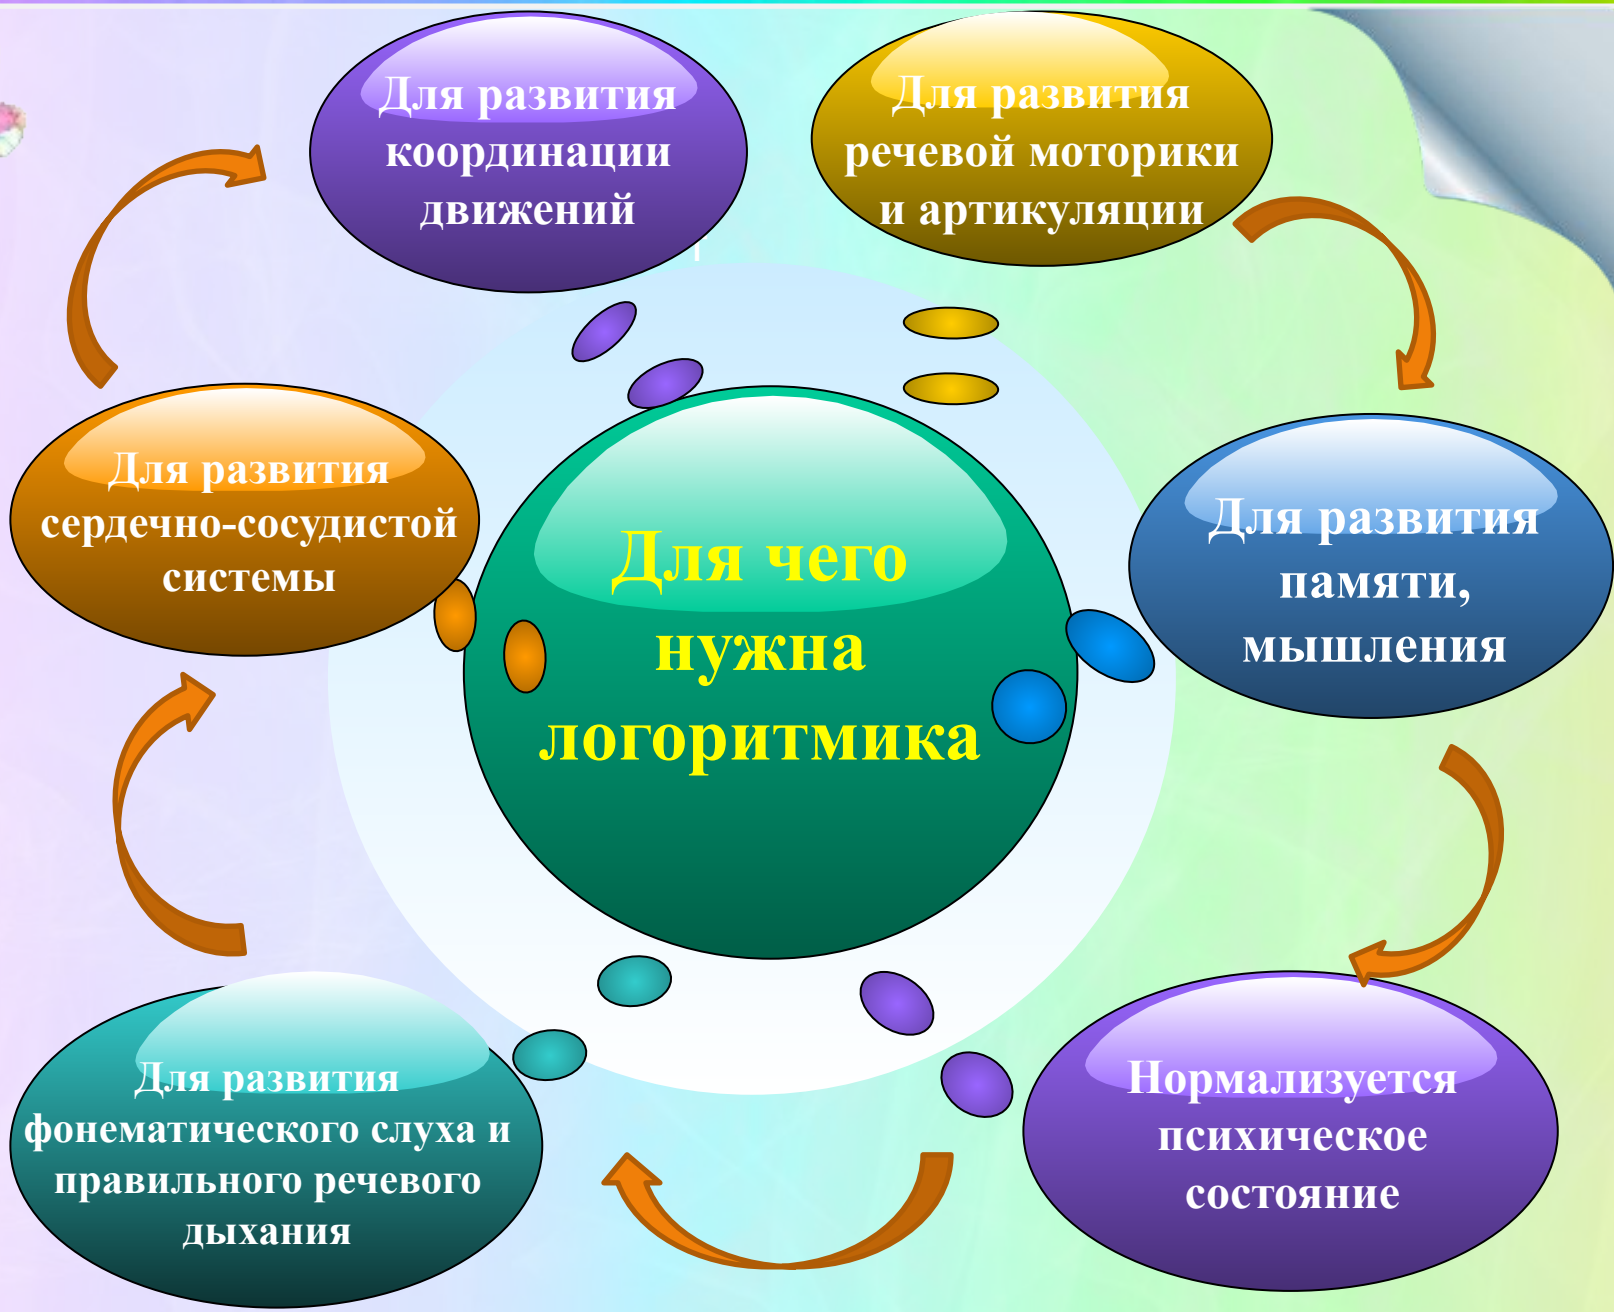 Для развития
координации
движений
Для развития
речевой моторики
и артикуляции
Для развития
сердечно-сосудистой
системы
Для чего
нужна
логоритмика
Для развития
памяти,
мышления
Для развития
фонематического слуха и
правильного речевого
дыхания
Нормализуется
психическое
состояние